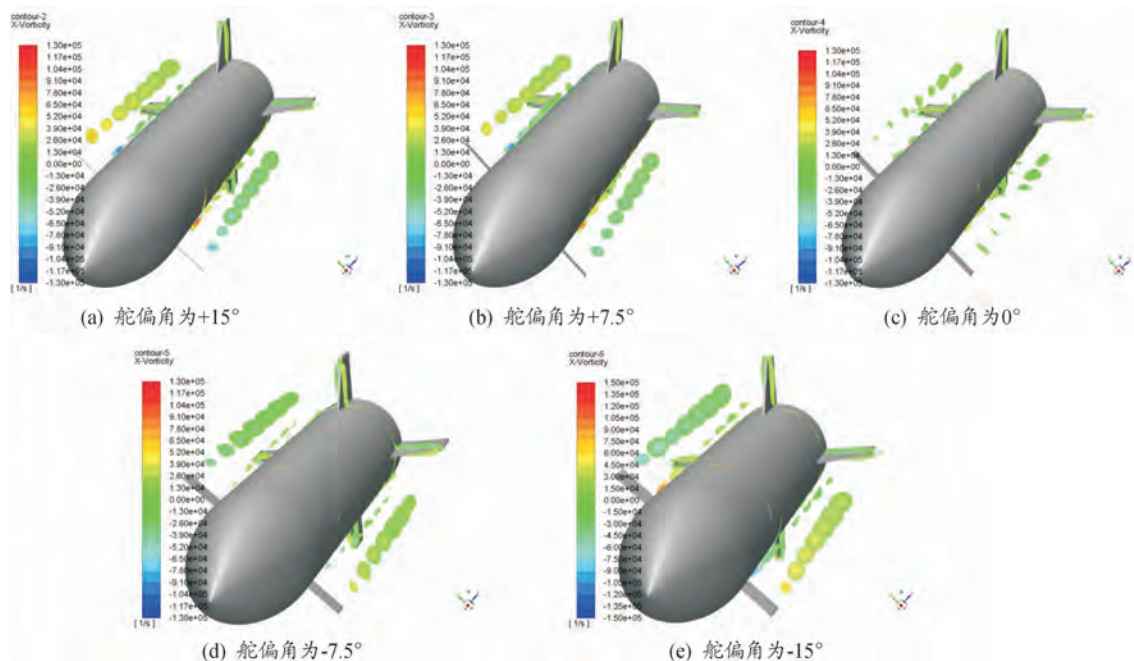 contour-2
X-Vorticity
1.30e+05
1.17e+05
1.04e+05
9.10e+04
7.80e+04
6.50e+04
5.20e+04
3.90e+04
2.60e+04
1.30e+04
0.00e+00
-1.30e+04
-2.60e+04
-3.90e+04
-5.20e+04
-6.50e+04
-7.80e+04
-9.10e+04
-1.04e+05
-1.17e+05
-1.30e+05
[ 1/s ]
(a) 舵偏角为+15°
contour-3
X-Vorticity
1.30e+05
1.17e+05
1.04e+05
9.10e+04
7.80e+04
6.50e+04
5.20e+04
3.90e+04
2.60e+04
1.30e+04
0.00e+00
-1.30e+04
-2.60e+04
-3.90e+04
-5.20e+04
-6.50e+04
-7.80e+04
-9.10e+04
-1.04e+05
-1.17e+05
-1.30e+05
[ 1/s ]
(b) 舵偏角为+7.5°
contour-4
X-Vorticity
1.30e+05
1.17e+05
1.04e+05
9.10e+04
7.80e+04
6.50e+04
5.20e+04
3.90e+04
2.60e+04
1.30e+04
0.00e+00
-1.30e+04
-2.60e+04
-3.90e+04
-5.20e+04
-6.50e+04
-7.80e+04
-9.10e+04
-1.04e+05
-1.17e+05
-1.30e+05
[ 1/s ]
(c) 舵偏角为0°
contour-5
X-Vorticity
1.30e+05
1.17e+05
1.04e+05
9.10e+04
7.80e+04
6.50e+04
5.20e+04
3.90e+04
2.60e+04
1.30e+04
0.00e+00
-1.30e+04
-2.60e+04
-3.90e+04
-5.20e+04
-6.50e+04
-7.80e+04
-9.10e+04
-1.04e+05
-1.17e+05
-1.30e+05
[ 1/s ]
(d) 舵偏角为-7.5°
contour-6
X-Vorticity
1.50e+05
1.35e+05
1.20e+05
1.05e+05
9.00e+04
7.50e+04
6.00e+04
4.50e+04
3.00e+04
1.50e+04
0.00e+00
-1.50e+04
-3.00e+04
-4.50e+04
-6.00e+04
-7.50e+04
-9.00e+04
-1.05e+05
-1.20e+05
-1.35e+05
-1.50e+05
[ 1/s ]
(e) 舵偏角为-15°